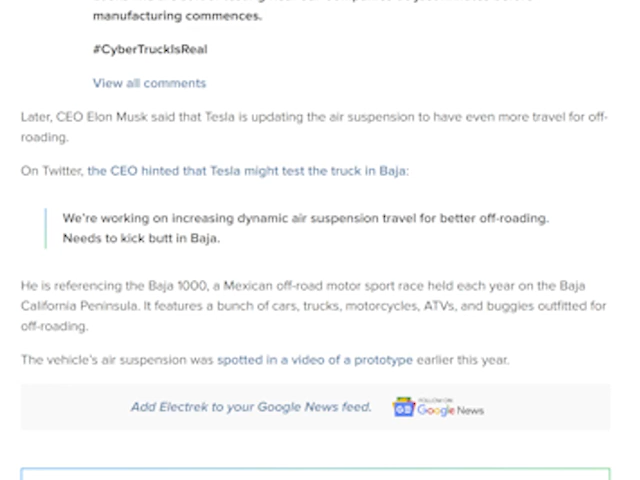 manufacturing commences.
#CyberTruckIsReal
View all comments
Later, CEO Elon Musk said that Tesla is updating the air suspension to have even more travel for off-
roading.
On Twitter, the CEO hinted that Tesla might test the truck in Baja:
We're working on increasing dynamic air suspension travel for better off-roading.
Needs to kick butt in Baja.
He is referencing the Baja 1000, a Mexican off-road motor sport race held each year on the Baja
California Peninsula. It features a bunch of cars, trucks, motorcycles, ATVs, and buggies outfitted for
off-roading.
The vehicle's air suspension was spotted in a video of a prototype earlier this year.
Add Electrek to your Google News feed.
FOLLOW ON
Google News